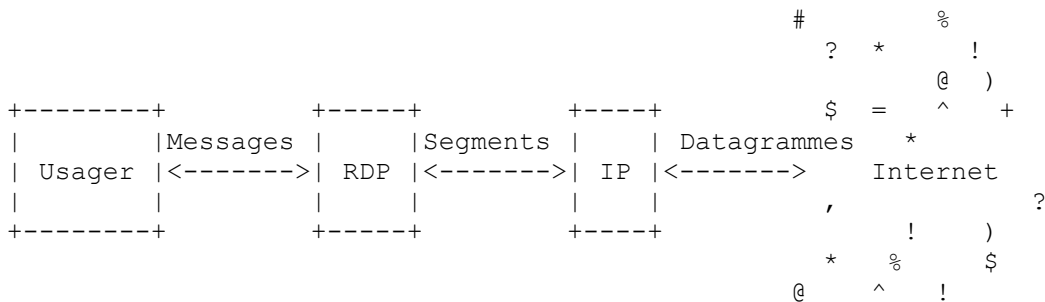 # %
? * !
@ )
+--------+ +-----+ +----+ $ = ^ +
| |Messages | |Segments | | Datagrammes *
| Usager |<------->| RDP |<------->| IP |<-------> Internet
| | | | | | , ?
+--------+ +-----+ +----+ ! )
* % $
@ ^ !